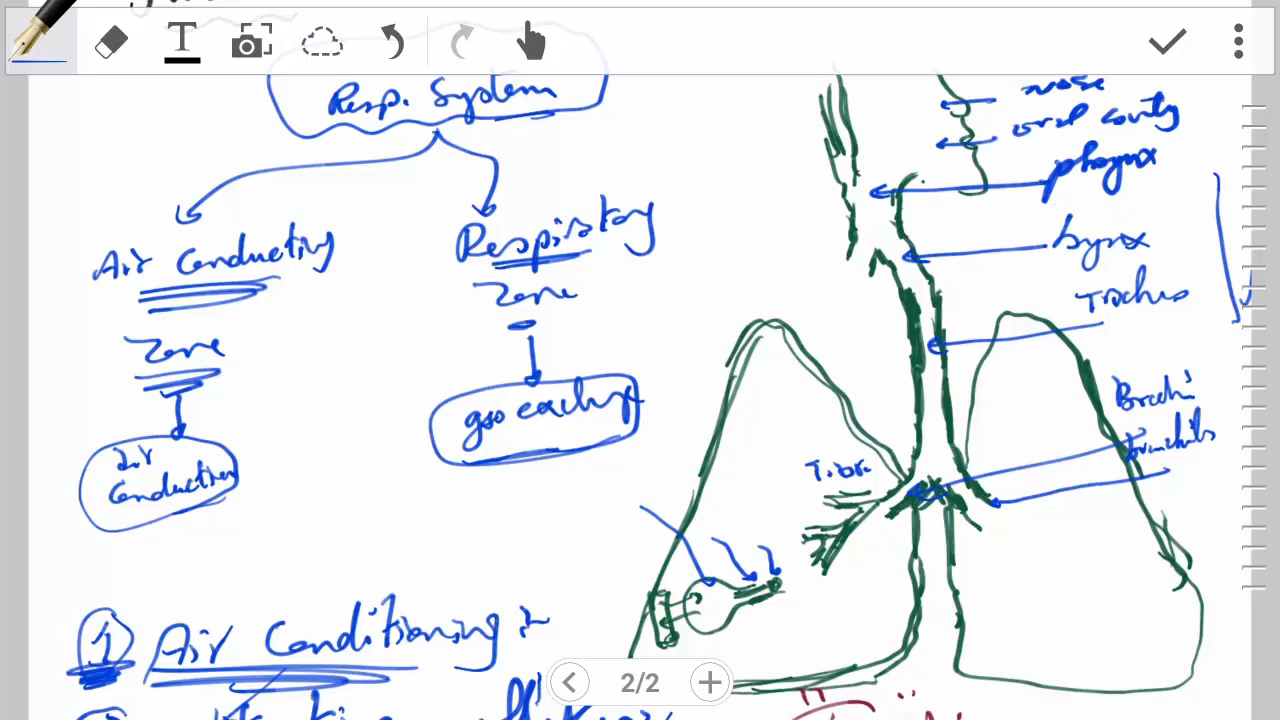 Resp. System
Air Conducting
Zone
air
Conduction
Respiratory
Zone
gas exchange
nose
oral cavity
pharynx
larynx
Trachea
Bronchi
bronchioles
1 Air Conditioning :-
2/2
T